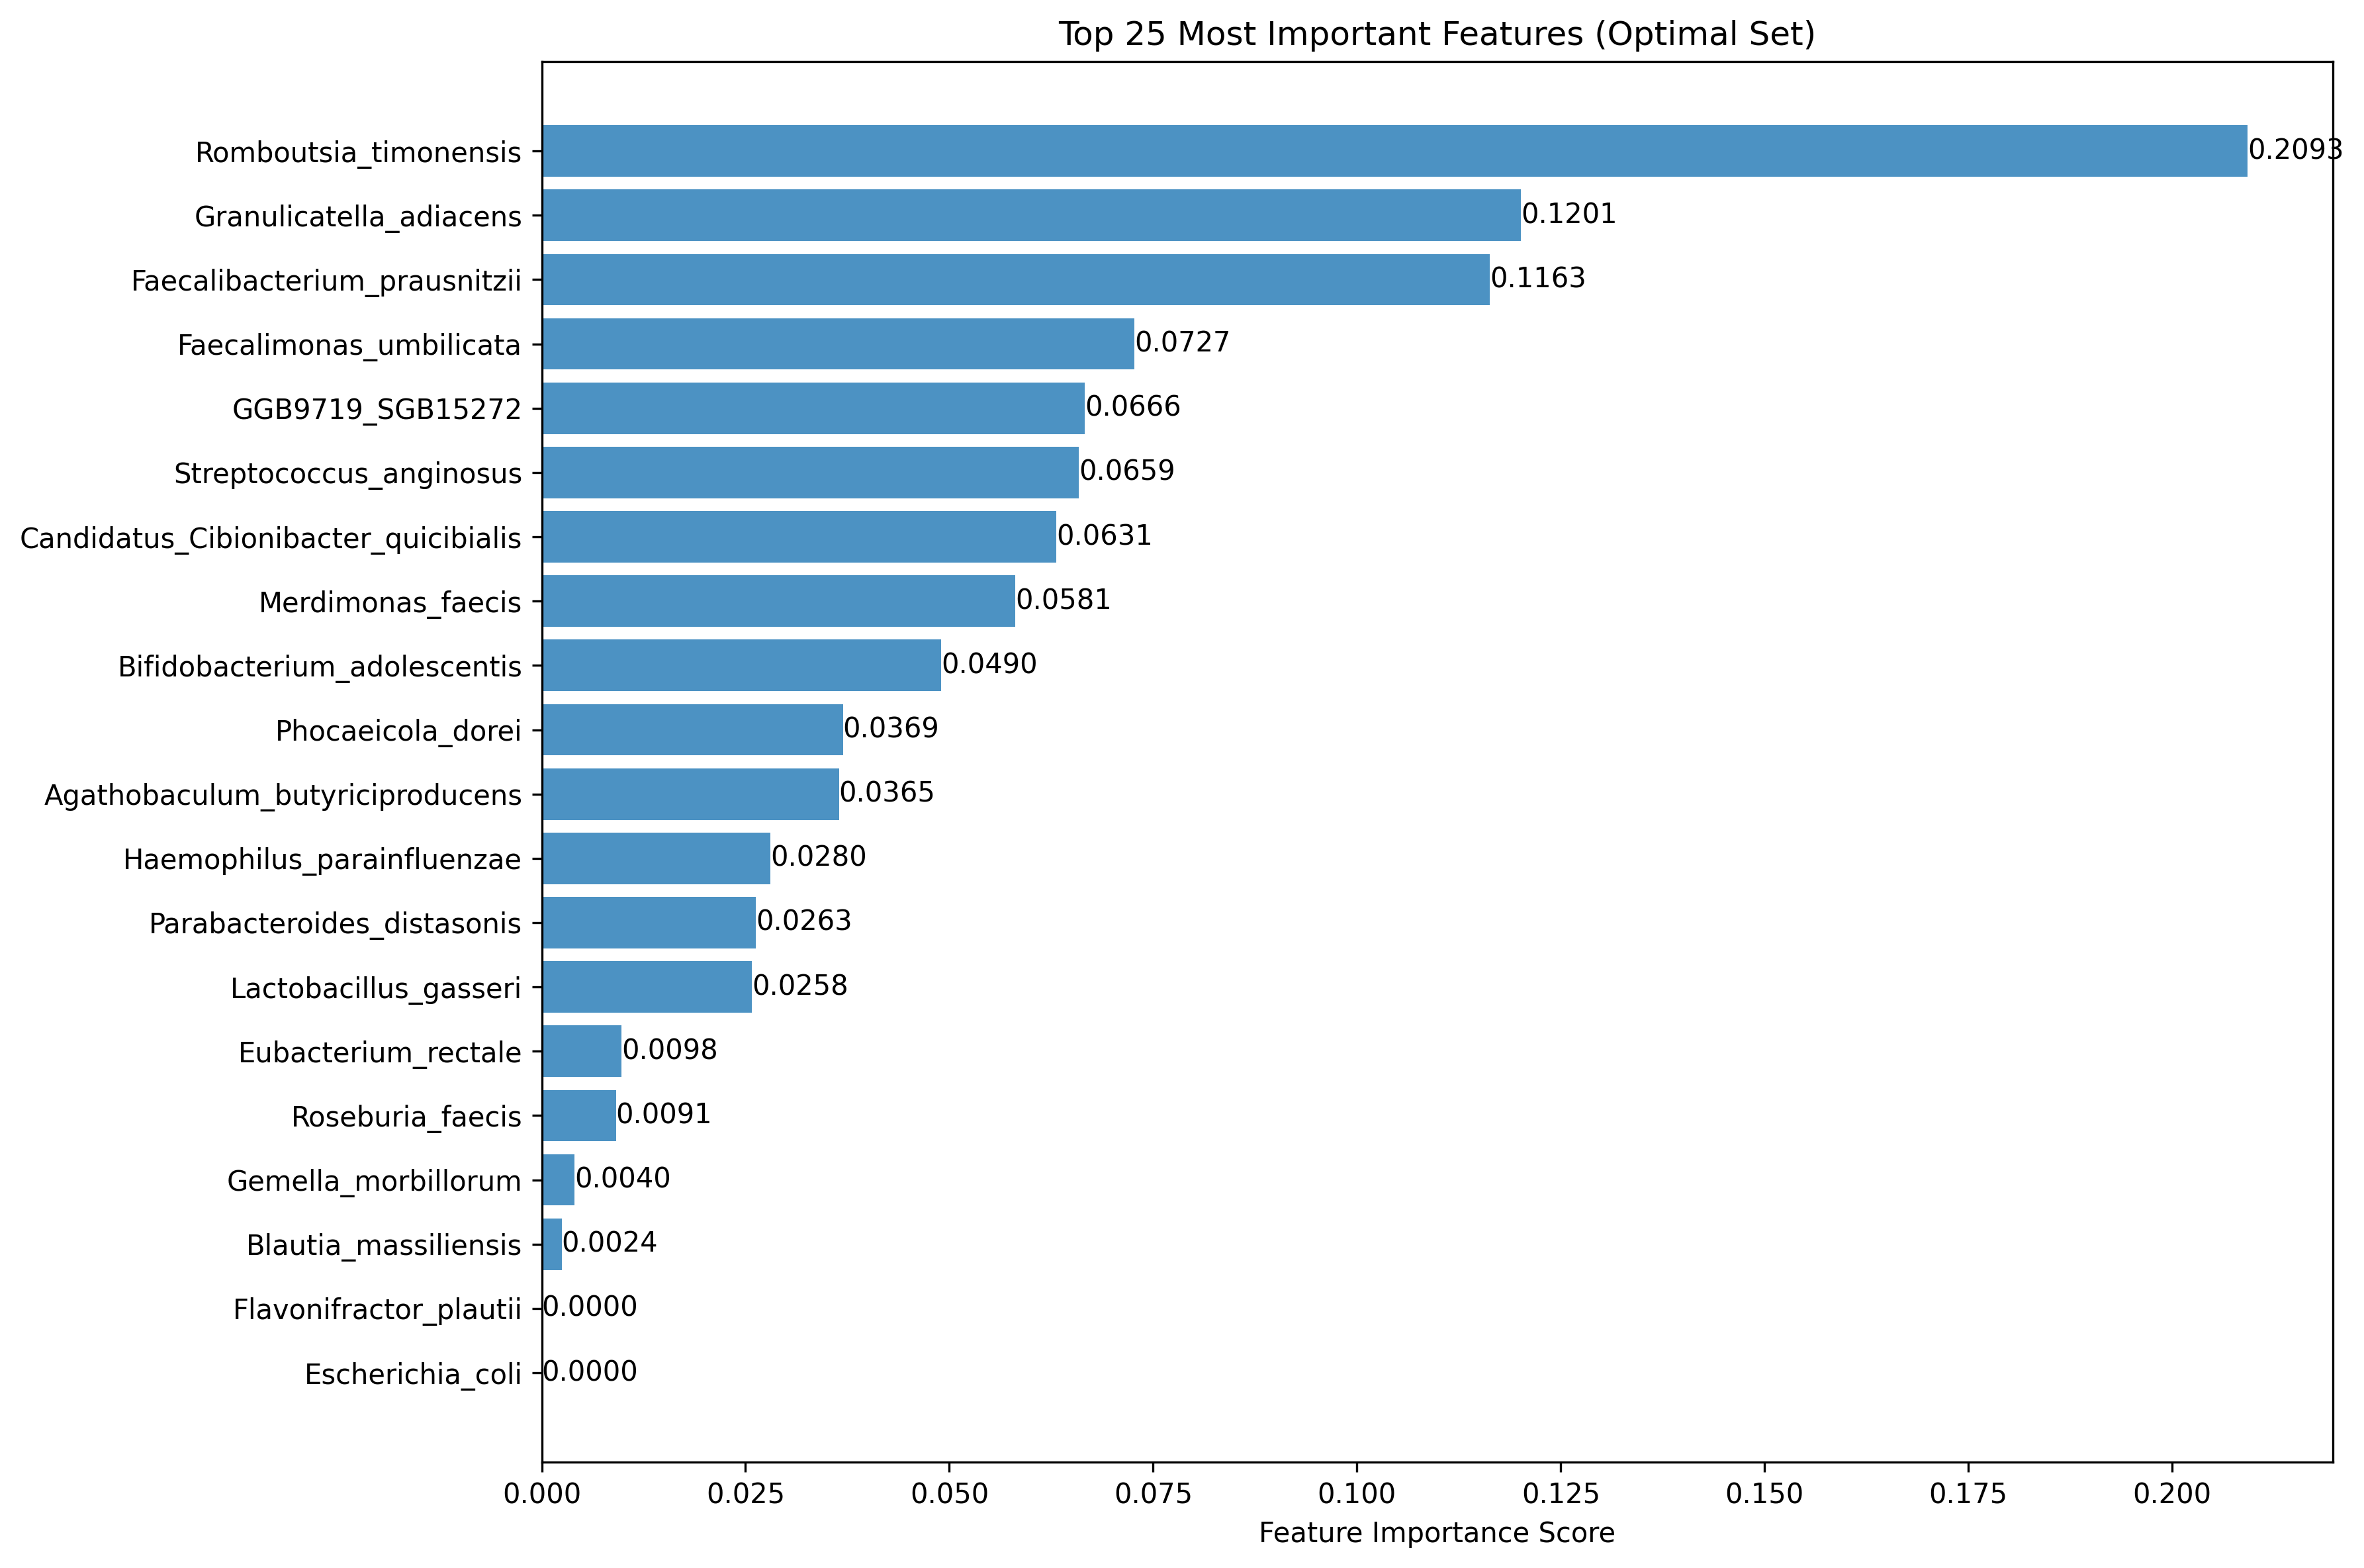 Top 25 Most Important Features (Optimal Set)
Romboutsia_timonensis 0.2093
Granulicatella_adiacens 0.1201
Faecalibacterium_prausnitzii 0.1163
Faecalimonas_umbilicata 0.0727
GGB9719_SGB15272 0.0666
Streptococcus_anginosus 0.0659
Candidatus_Cibionibacter_quicibialis 0.0631
Merdimonas_faecis 0.0581
Bifidobacterium_adolescentis 0.0490
Phocaeicola_dorei 0.0369
Agathobaculum_butyriciproducens 0.0365
Haemophilus_parainfluenzae 0.0280
Parabacteroides_distasonis 0.0263
Lactobacillus_gasseri 0.0258
Eubacterium_rectale 0.0098
Roseburia_faecis 0.0091
Gemella_morbillorum 0.0040
Blautia_massiliensis 0.0024
Flavonifractor_plautii 0.0000
Escherichia_coli 0.0000
0.000 0.025 0.050 0.075 0.100 0.125 0.150 0.175 0.200
Feature Importance Score